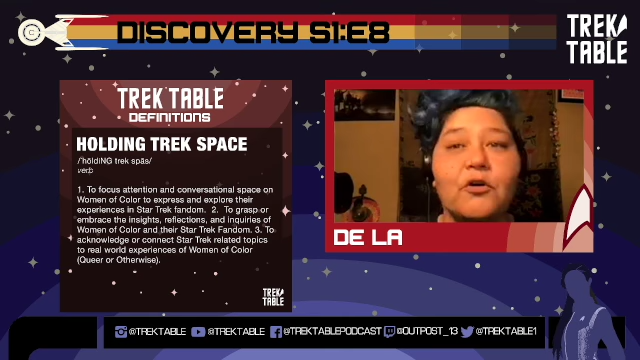 DISCOVERY S1:E8
TREK
TABLE
TREK TABLE
DEFINITIONS
HOLDING TREK SPACE
/ˈhōldiNG trek spās/
verb
1. To focus attention and conversational space on
Women of Color to express and explore their
experiences in Star Trek fandom. 2. To grasp or
embrace the insights, reflections, and inquiries of
Women of Color and their Star Trek Fandom. 3. To
acknowledge or connect Star Trek related topics
to real world experiences of Women of Color
(Queer or Otherwise).
TREK
TABLE
DE LA
@TREKTABLE @TREKTABLE @TREKTABLEPODCAST @OUTPOST_13 @TREKTABLE1